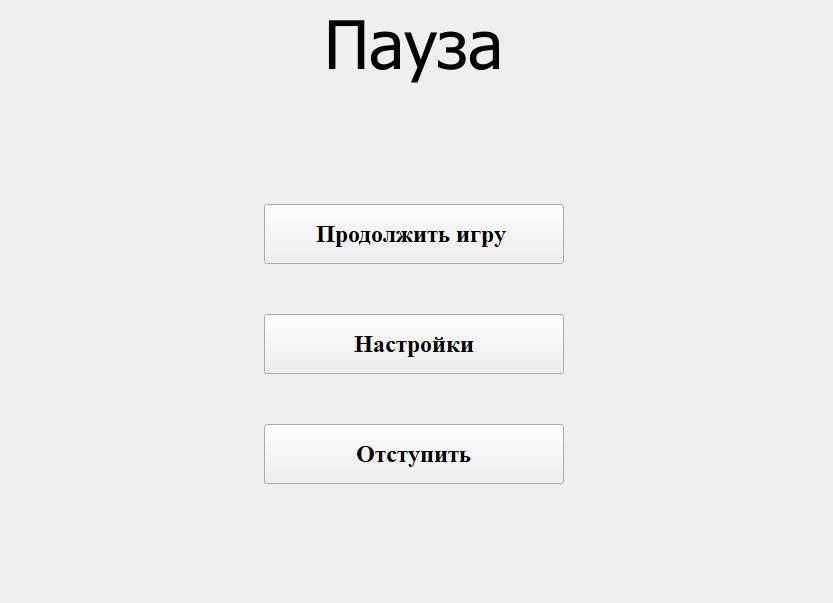 Пауза
Продолжить игру
Настройки
Отступить